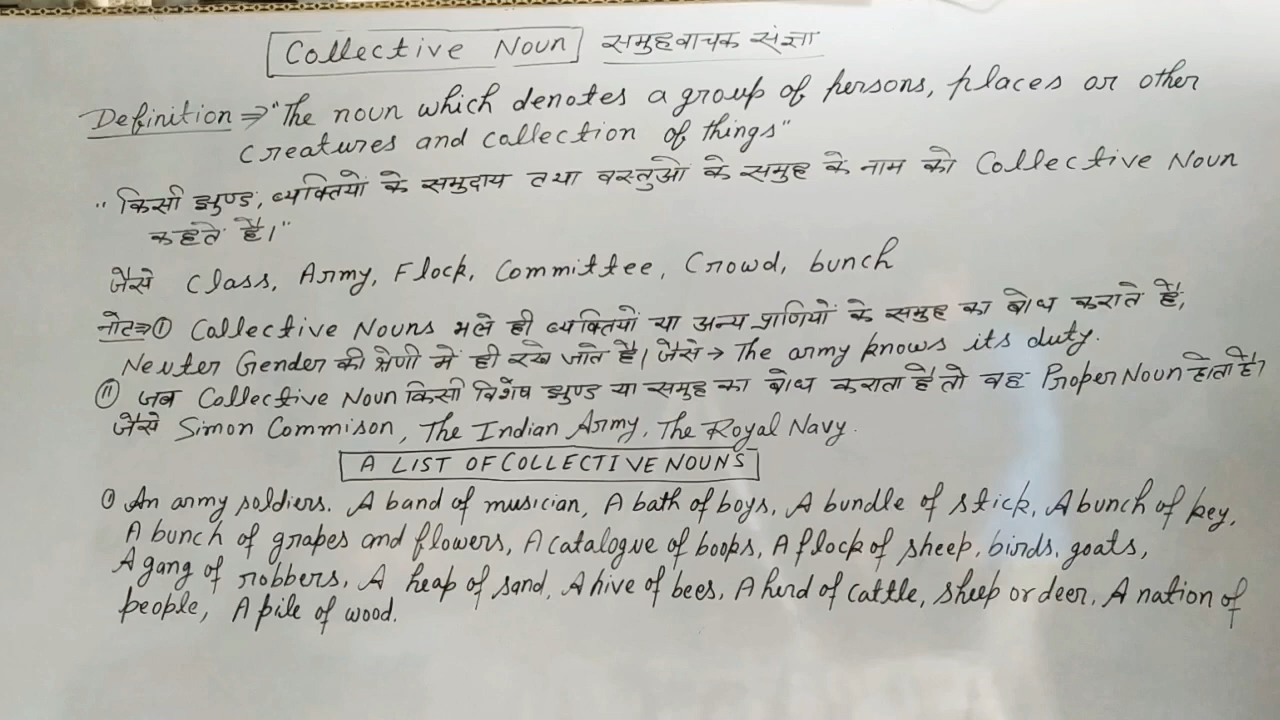 Collective Noun समुहवाचक संज्ञा
Definition ⇒ "The noun which denotes a group of persons, places or other
creatures and collection of things"
"किसी झुण्ड, व्यक्तियों के समुदाय तथा वस्तुओं के समुह के नाम को Collective Noun
कहते है।"
जैसे Class, Army, Flock, Committee, Crowd, bunch
नोट⇒① Collective Nouns भले ही व्यक्तियों या अन्य प्राणियों के समुह का बोध कराते है,
Neuter Gender की श्रेणी में ही रखे जाते है। जैसे → The army knows its duty.
⑪ जब Collective Noun किसी विशेष झुण्ड या समुह का बोध कराता है तो वह Proper Noun होता है।
जैसे Simon Commison, The Indian Army, The Royal Navy.
A LIST OF COLLECTIVE NOUNS
① An army soldiers. A band of musician, A bath of boys, A bundle of stick, A bunch of key,
A bunch of grapes and flowers, A catalogue of books, A flock of sheep, birds, goats,
A gang of robbers, A heap of sand, A hive of bees, A herd of cattle, sheep or deer, A nation of
people, A pile of wood.